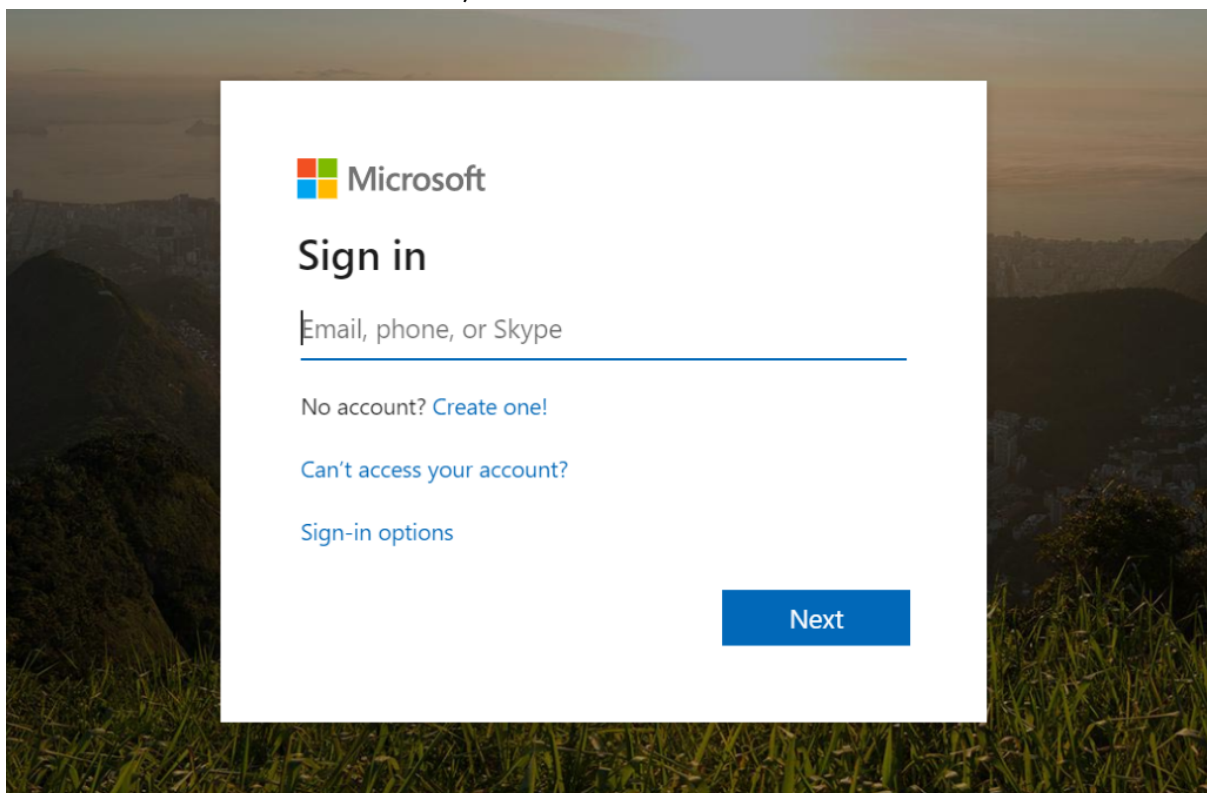 Microsoft
Sign in
Email, phone, or Skype
No account? Create one!
Can't access your account?
Sign-in options
Next